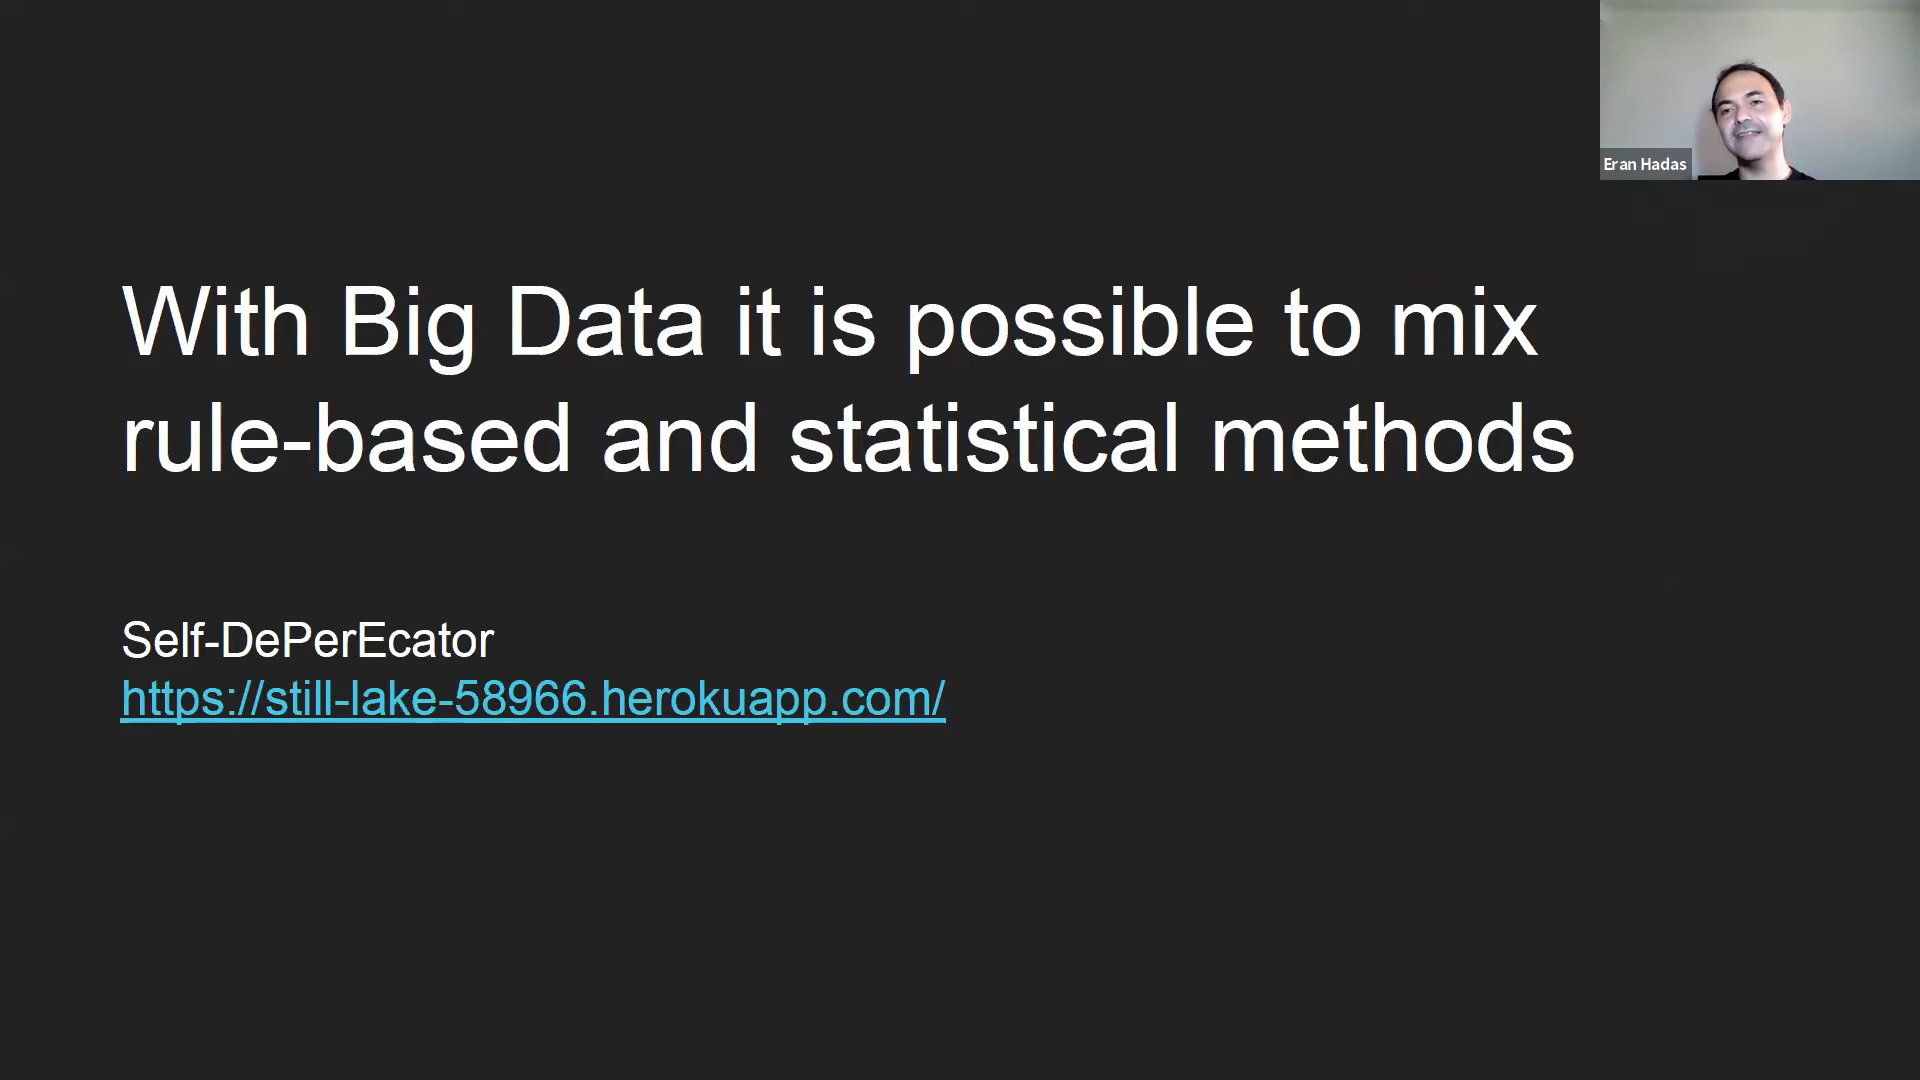 Eran Hadas
With Big Data it is possible to mix
rule-based and statistical methods
Self-DePerEcator
https://still-lake-58966.herokuapp.com/